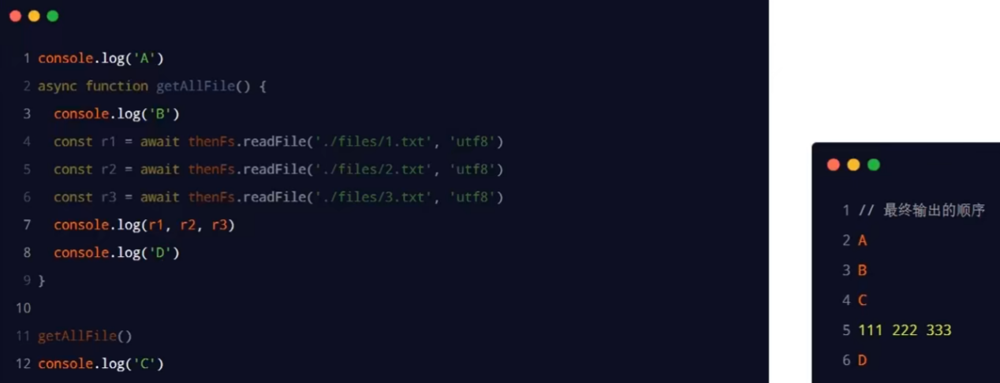 1 console.log('A')
2 async function getAllFile() {
3 console.log('B')
4 const r1 = await thenFs.readFile('./files/1.txt', 'utf8')
5 const r2 = await thenFs.readFile('./files/2.txt', 'utf8')
6 const r3 = await thenFs.readFile('./files/3.txt', 'utf8')
7 console.log(r1, r2, r3)
8 console.log('D')
9 }
10
11 getAllFile()
12 console.log('C')
1 // 最终输出的顺序
2 A
3 B
4 C
5 111 222 333
6 D